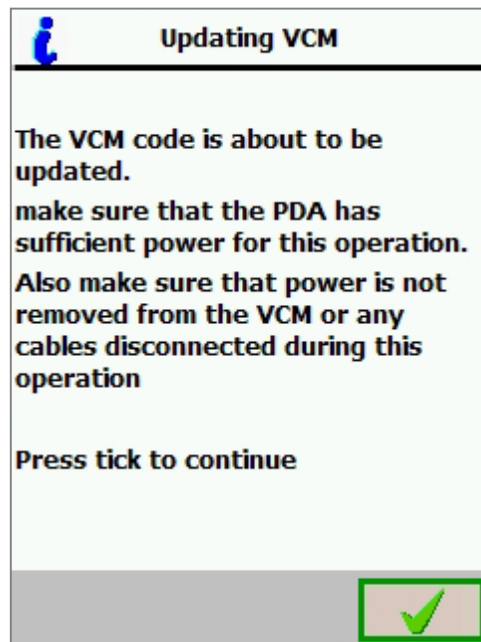 Updating VCM
The VCM code is about to be
updated.
make sure that the PDA has
sufficient power for this operation.
Also make sure that power is not
removed from the VCM or any
cables disconnected during this
operation
Press tick to continue